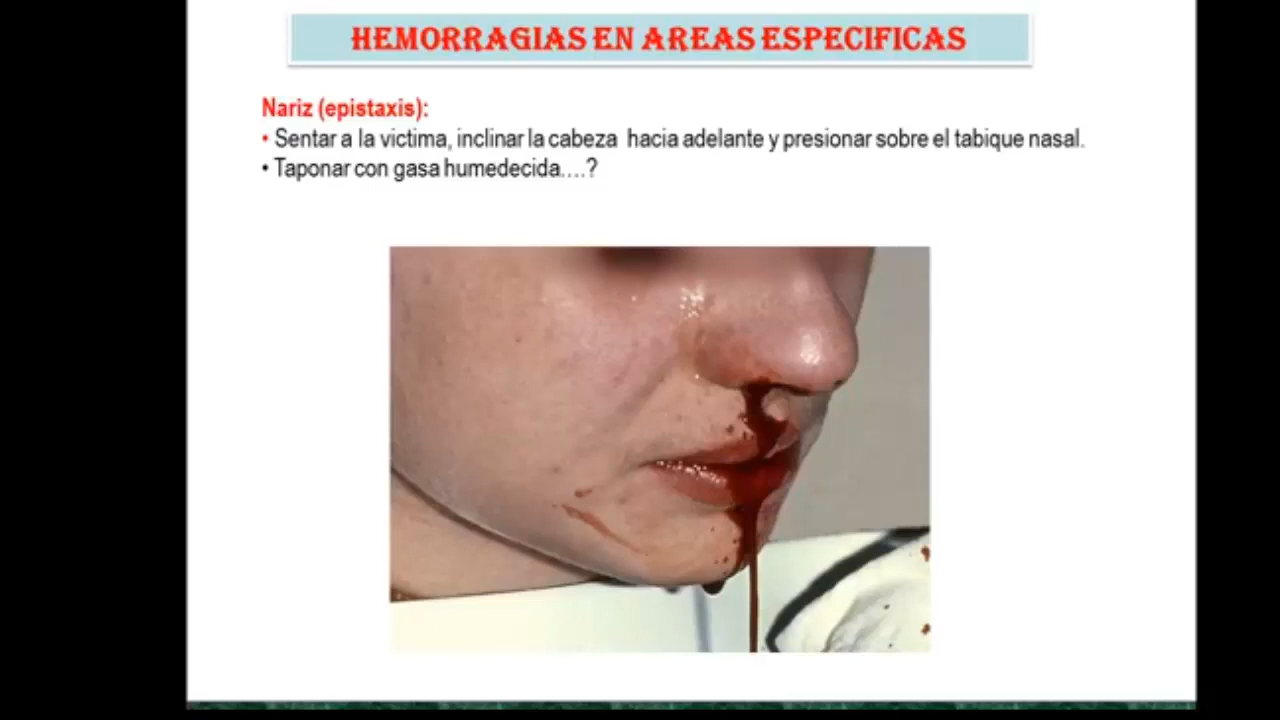 HEMORRAGIAS EN AREAS ESPECIFICAS
Nariz (epistaxis):
• Sentar a la victima, inclinar la cabeza hacia adelante y presionar sobre el tabique nasal.
• Taponar con gasa humedecida....?